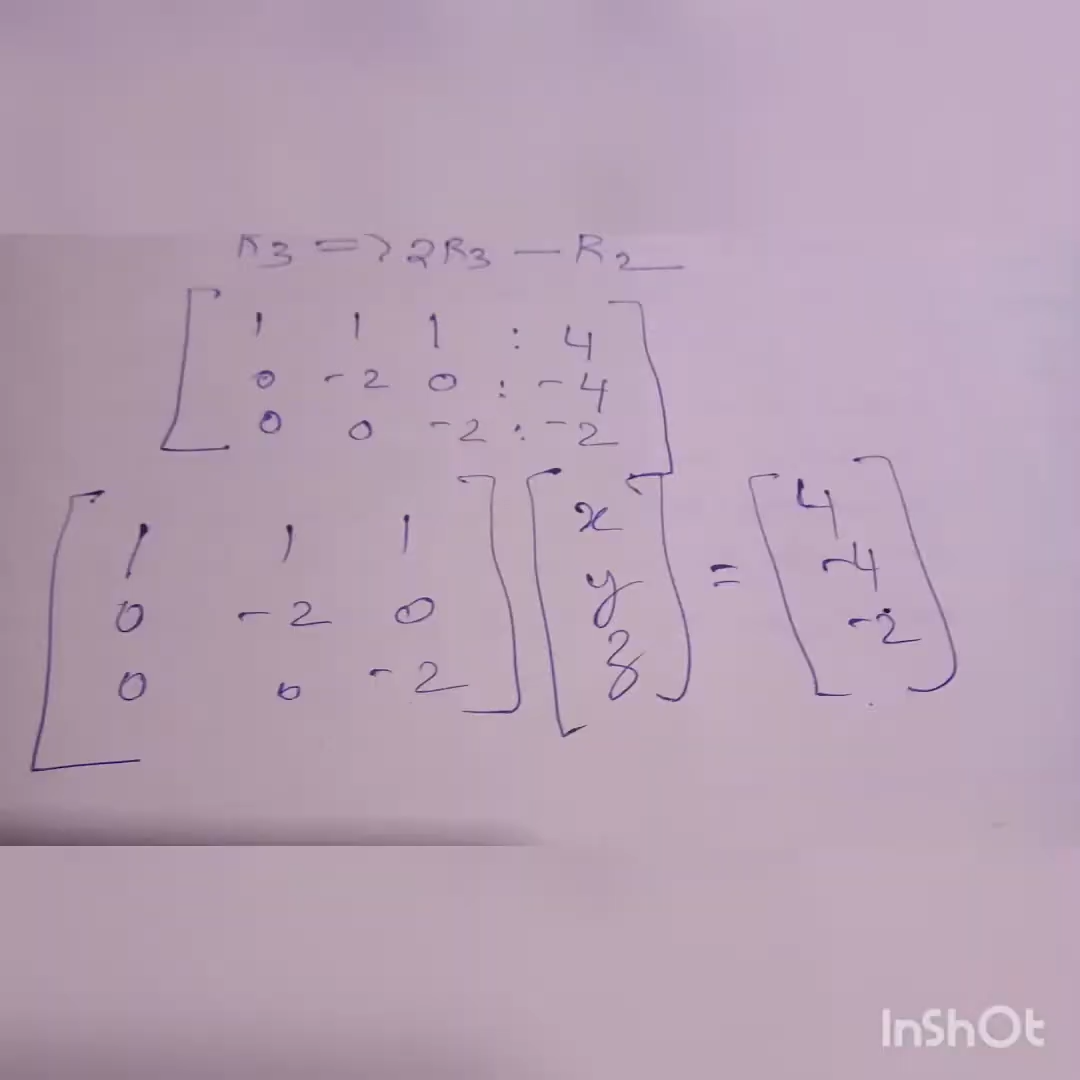 R3 => 2R3 - R2
1 1 1 : 4
0 -2 0 : -4
0 0 -2 : -2
1 1 1 x 4
0 -2 0 y = -4
0 0 -2 z -2
InShOt